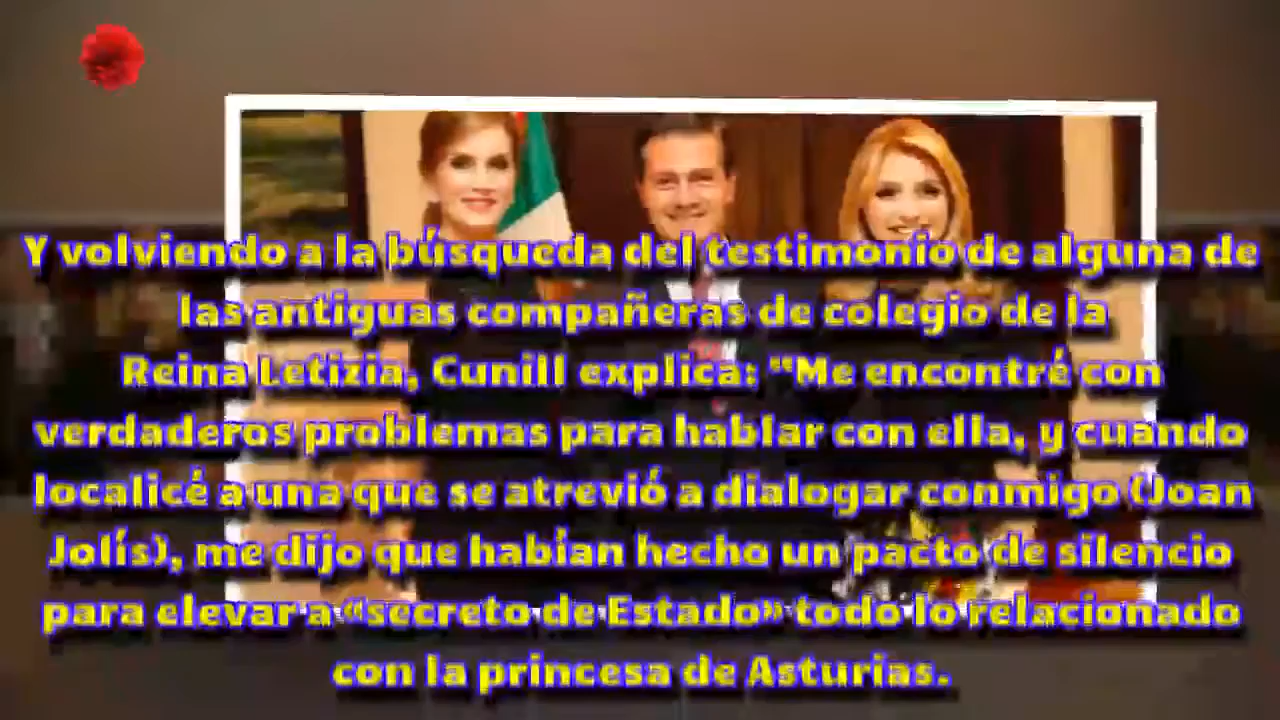 Y volviendo a la búsqueda del testimonio de alguna de
las antiguas compañeras de colegio de la
Reina Letizia, Cunill explica: "Me encontré con
verdaderos problemas para hablar con ella, y cuando
localicé a una que se atrevió a dialogar conmigo (Joan
Jolís), me dijo que habían hecho un pacto de silencio
para elevar a «secreto de Estado» todo lo relacionado
con la princesa de Asturias.